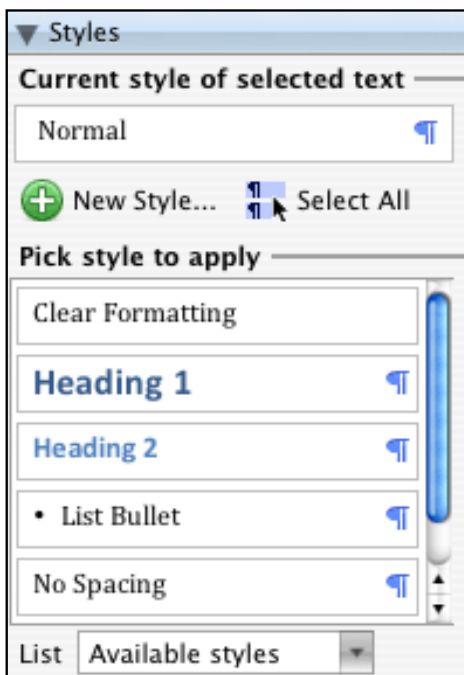 Styles
Current style of selected text
Normal ¶
New Style... Select All
Pick style to apply
Clear Formatting
Heading 1 ¶
Heading 2 ¶
• List Bullet ¶
No Spacing ¶
List Available styles